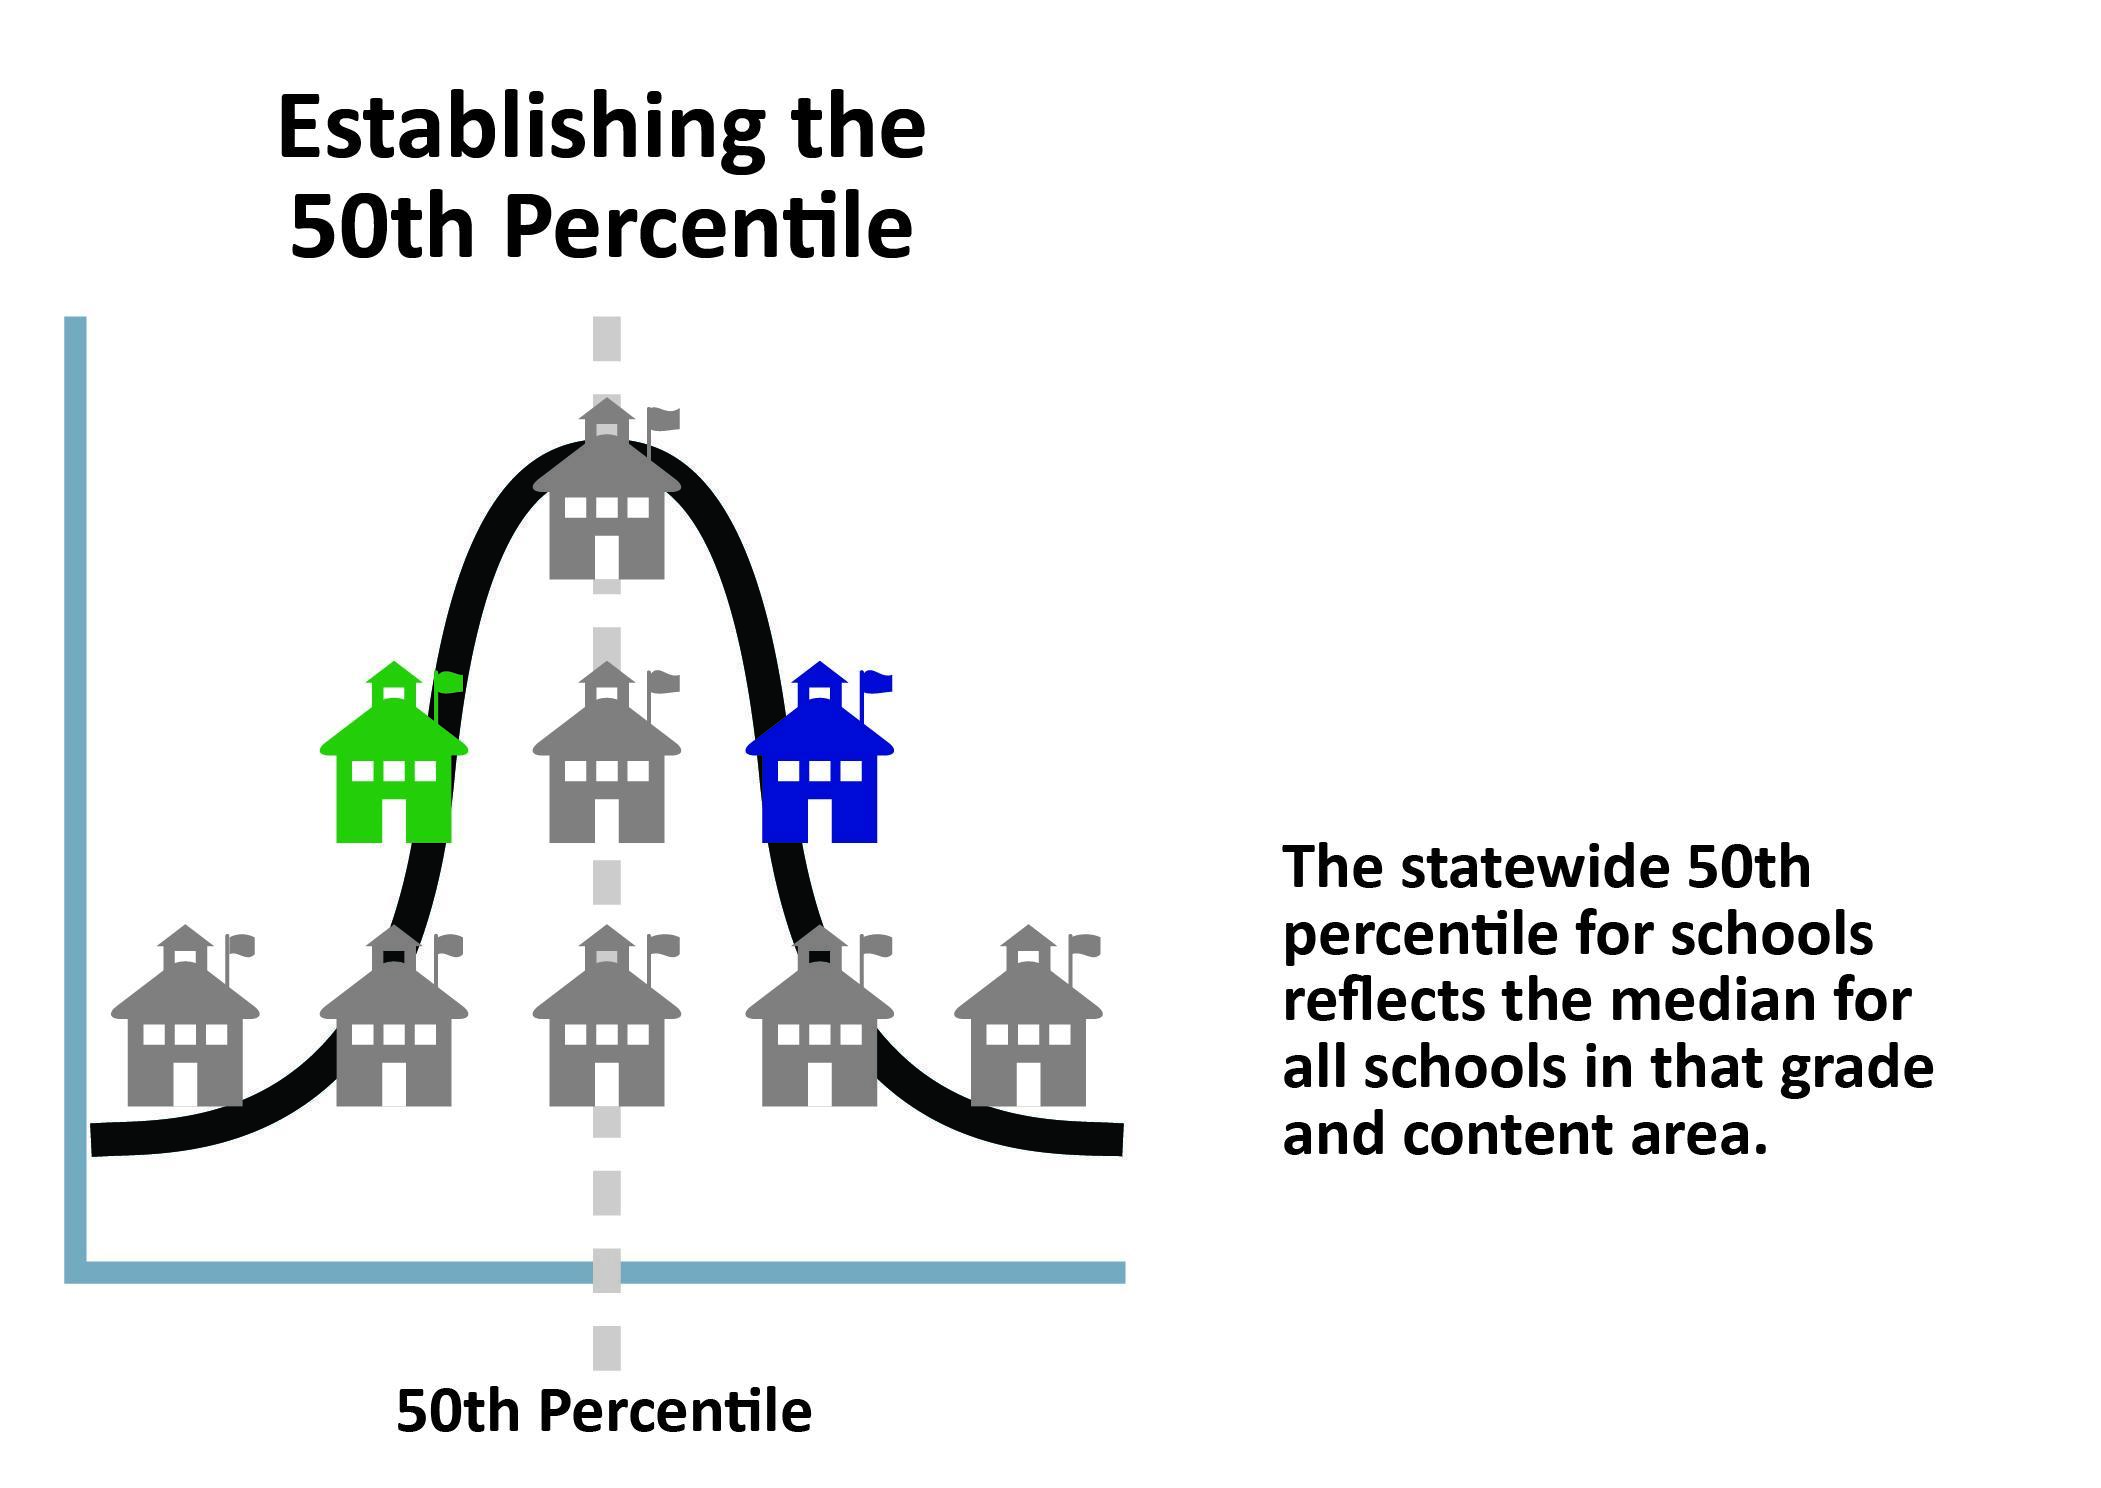 Establishing the
50th Percentile
The statewide 50th
percentile for schools
reflects the median for
all schools in that grade
and content area.
50th Percentile